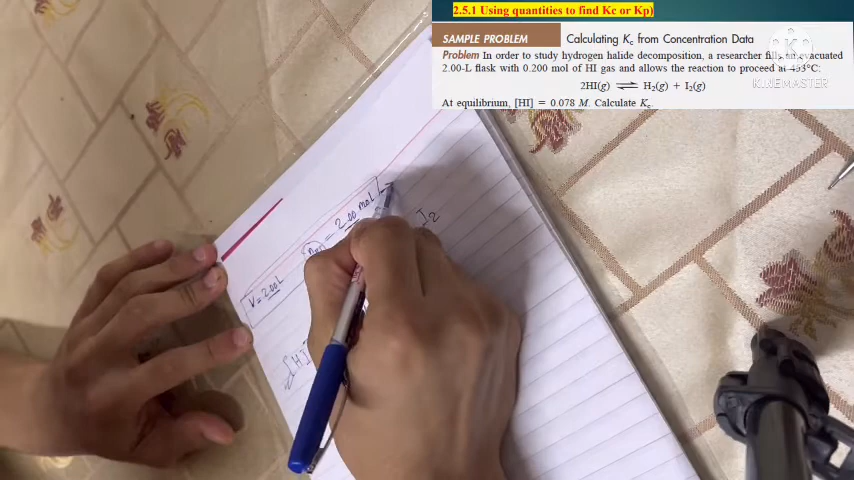 2.5.1 Using quantities to find Kc or Kp)
SAMPLE PROBLEM Calculating Kc from Concentration Data
Problem In order to study hydrogen halide decomposition, a researcher fills an evacuated
2.00-L flask with 0.200 mol of HI gas and allows the reaction to proceed at 453°C:
2HI(g) ⇌ H₂(g) + I₂(g)
At equilibrium, [HI] = 0.078 M. Calculate Kc.
KINEMASTER
V = 2.00L
= 2.00 mol
I₂
2HI